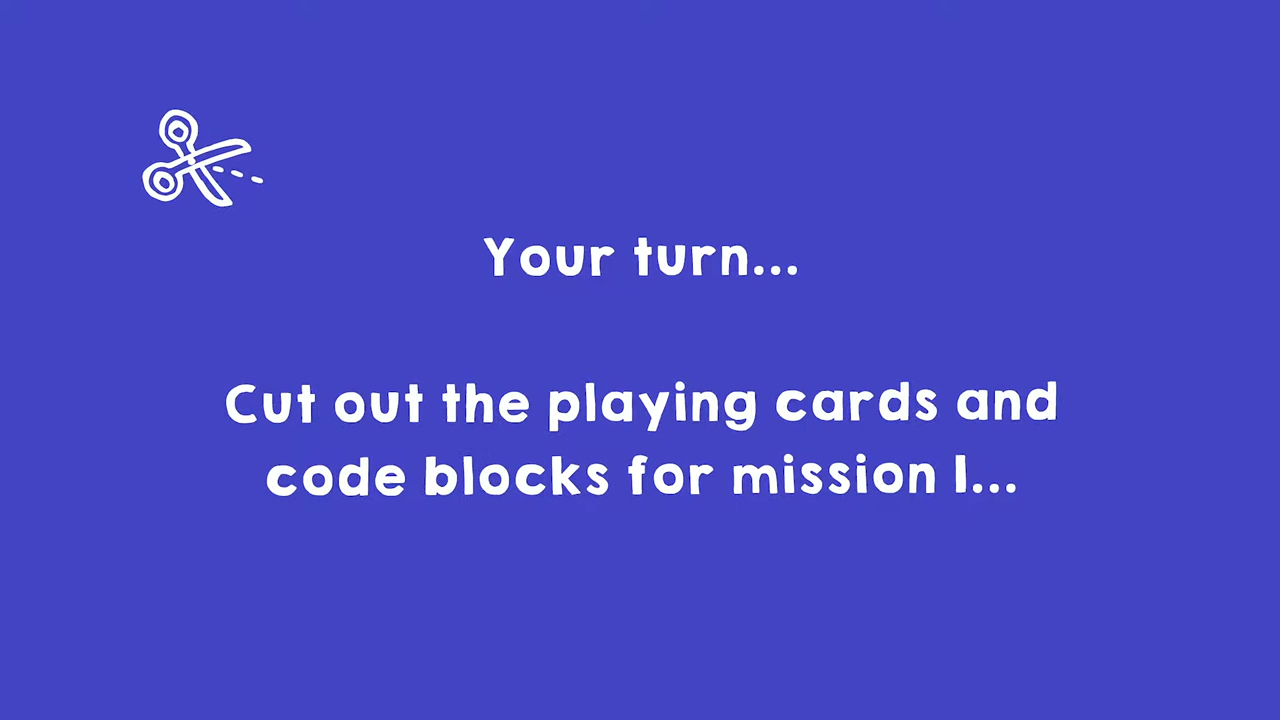 Your turn...
Cut out the playing cards and
code blocks for mission 1...